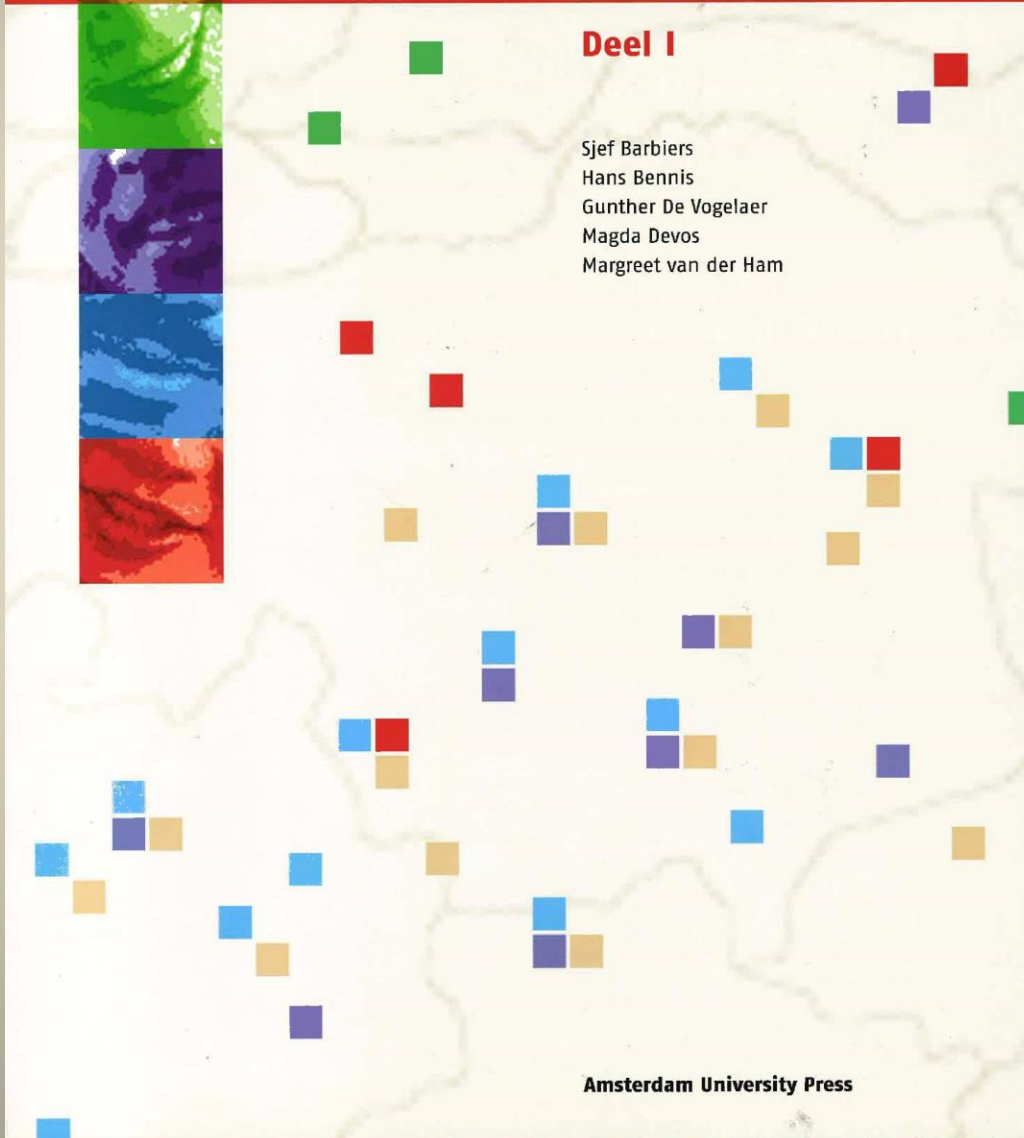 Deel I
Sjef Barbiers
Hans Bennis
Gunther De Vogelaer
Magda Devos
Margreet van der Ham
Amsterdam University Press